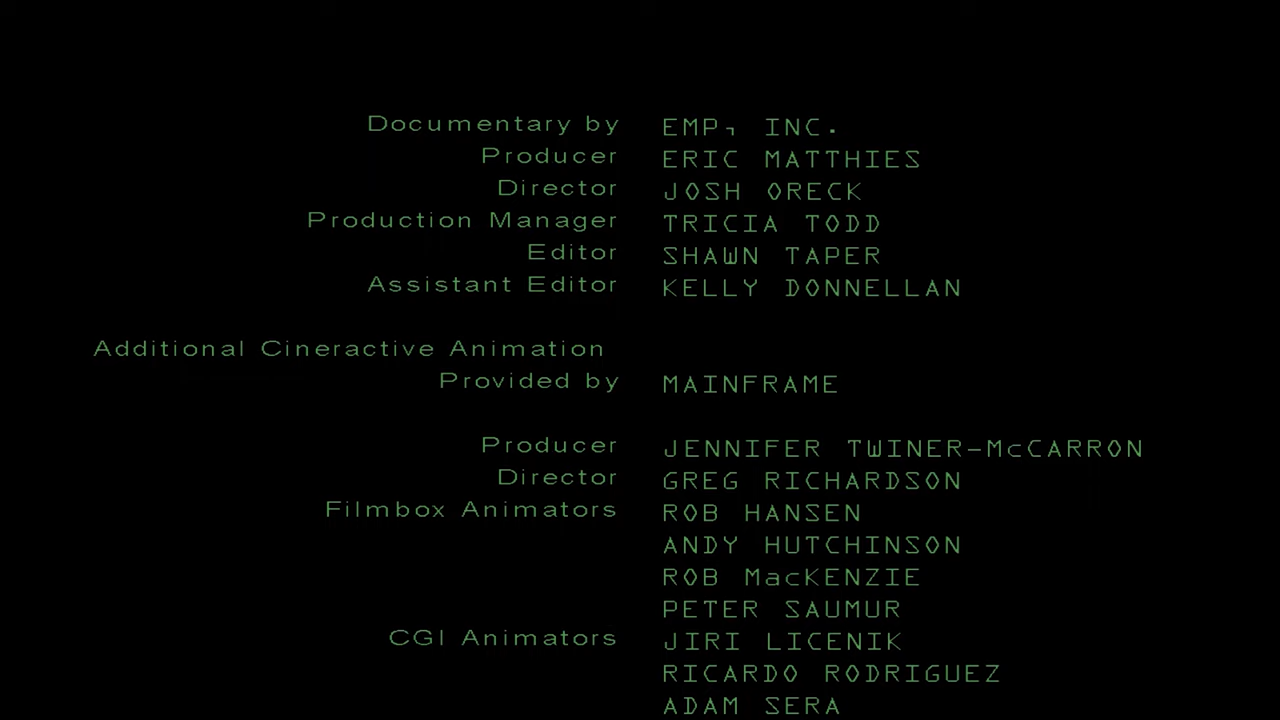 Documentary by EMP, INC.
Producer ERIC MATTHIES
Director JOSH ORECK
Production Manager TRICIA TODD
Editor SHAWN TAPER
Assistant Editor KELLY DONNELLAN
Additional Cineractive Animation
Provided by MAINFRAME
Producer JENNIFER TWINER-McCARRON
Director GREG RICHARDSON
Filmbox Animators ROB HANSEN
ANDY HUTCHINSON
ROB MacKENZIE
PETER SAUMUR
CGI Animators JIRI LICENIK
RICARDO RODRIGUEZ
ADAM SERA